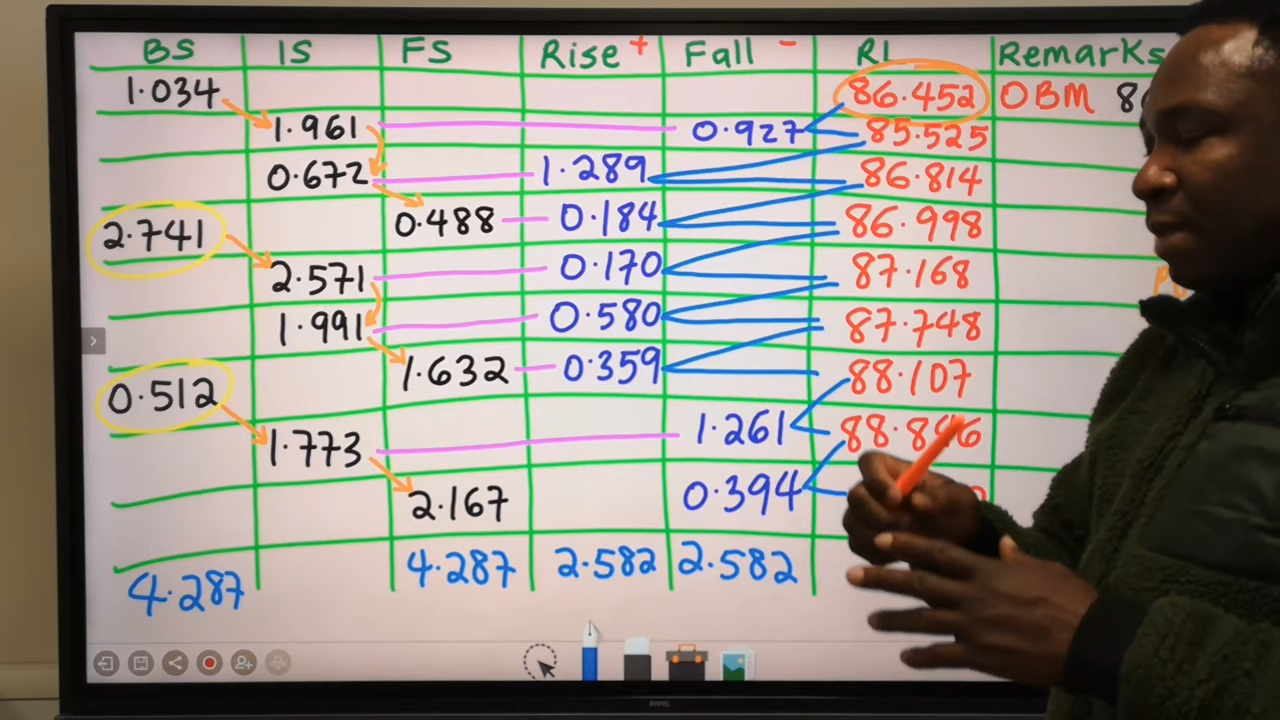 BS IS FS Rise + Fall - RL Remarks
1.034 86.452 OBM
1.961 0.927 85.525
0.672 1.289 86.814
2.741 0.488 0.184 86.998
2.571 0.170 87.168
1.991 0.580 87.748
0.512 1.632 0.359 88.107
1.773 1.261
2.167 0.394
4.287 4.287 2.582 2.582